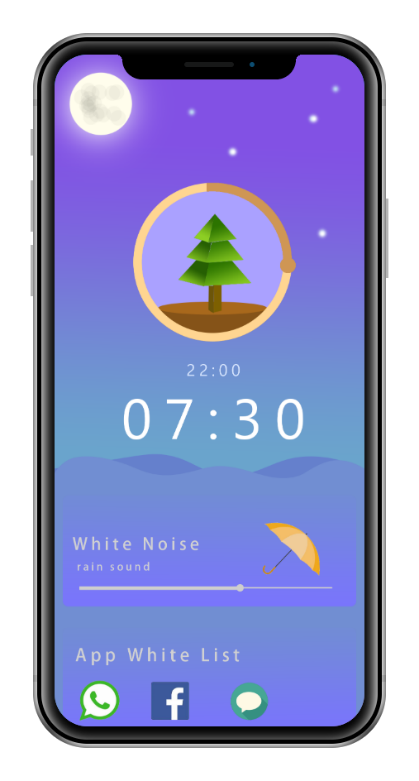 22:00
07:30
White Noise
rain sound
App White List